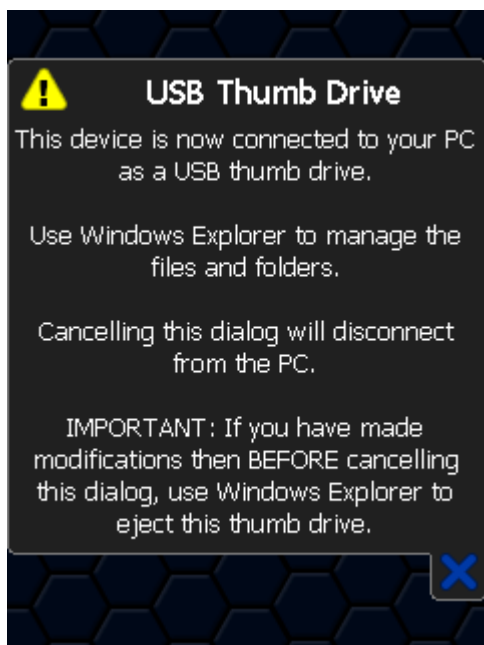 USB Thumb Drive
This device is now connected to your PC
as a USB thumb drive.
Use Windows Explorer to manage the
files and folders.
Cancelling this dialog will disconnect
from the PC.
IMPORTANT: If you have made
modifications then BEFORE cancelling
this dialog, use Windows Explorer to
eject this thumb drive.